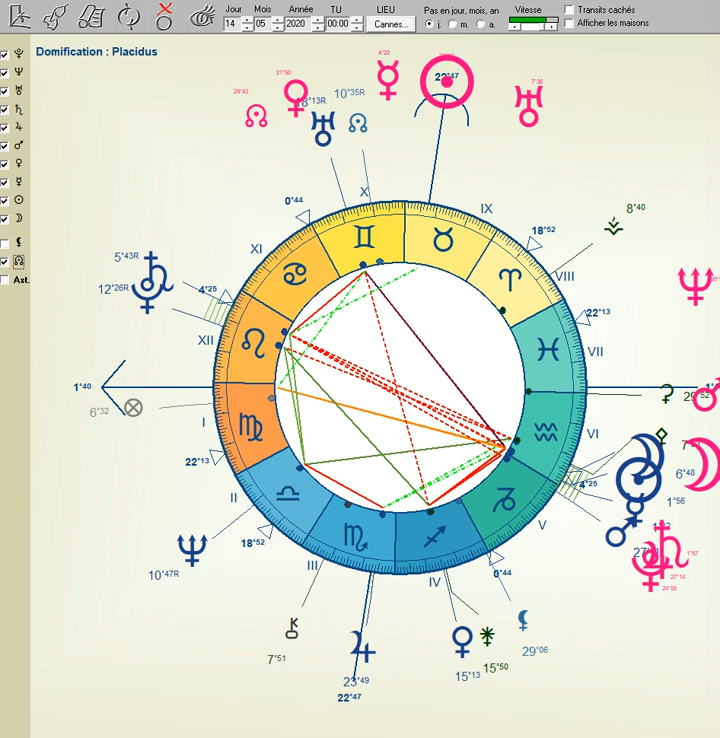 Jour Mois Année TU LIEU Pas en jour, mois, an Vitesse Transits cachés
14 05 2020 00:00 Cannes... j. m. a. Afficher les maisons
Domification : Placidus
4°22
22°47
21°50
7°36
29°43
18°13R
10°35R
X
IX
0°44
8°40
18°52
XI
5°43R
VIII
12°26R
4°25
22°13
XII
VII
1°40
29°52
6°32
I
VI
22°13
6°48
4°25
II
1°56
V
18°52
1°57
III
27°14
10°47R
IV
0°44
24°55
7°51
29°06
15°50
15°13
23°49
22°47
Ast.